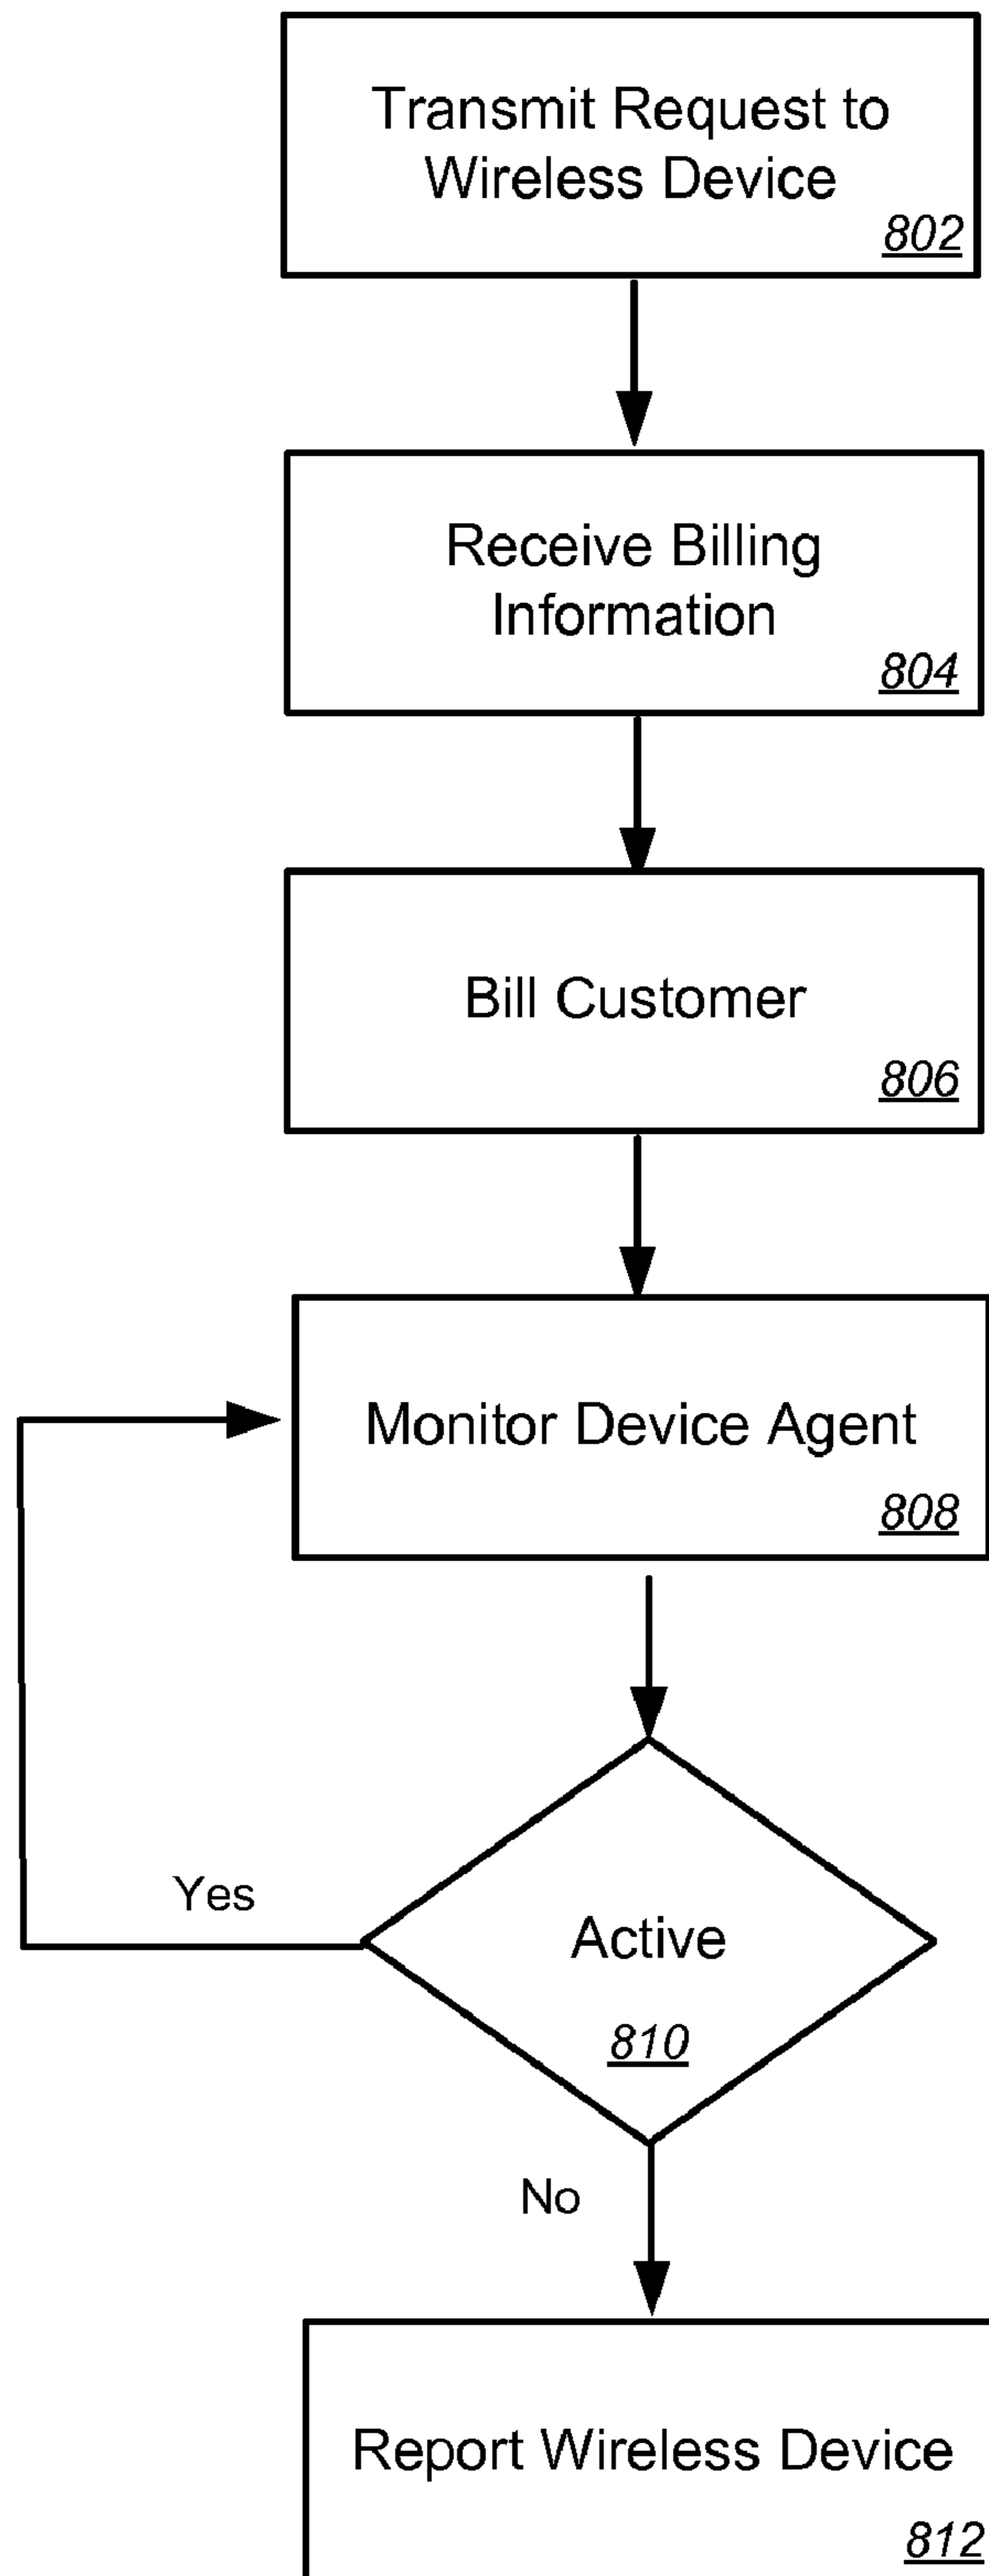 Transmit Request to
Wireless Device
802
Receive Billing
Information
804
Bill Customer
806
Monitor Device Agent
808
Yes
Active
810
No
Report Wireless Device
812